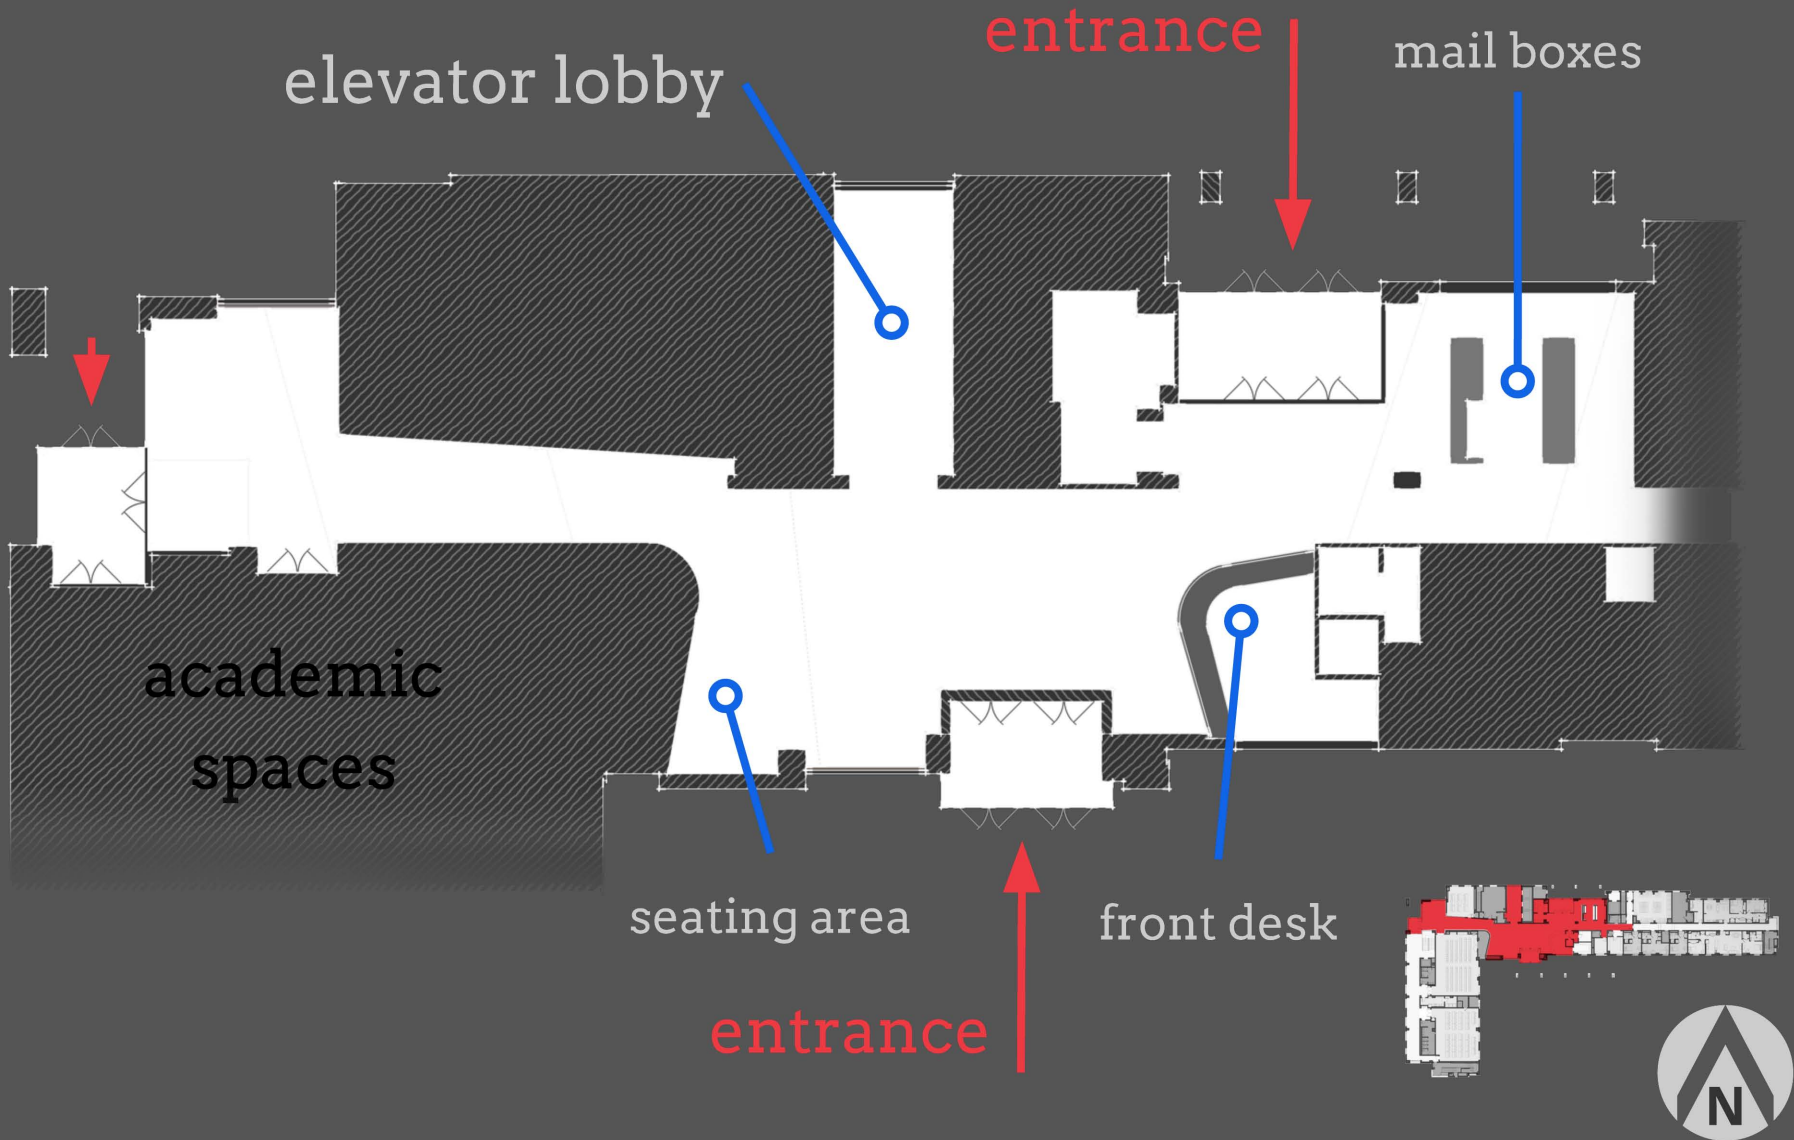 entrance
mail boxes
elevator lobby
academic
spaces
seating area
front desk
entrance
N